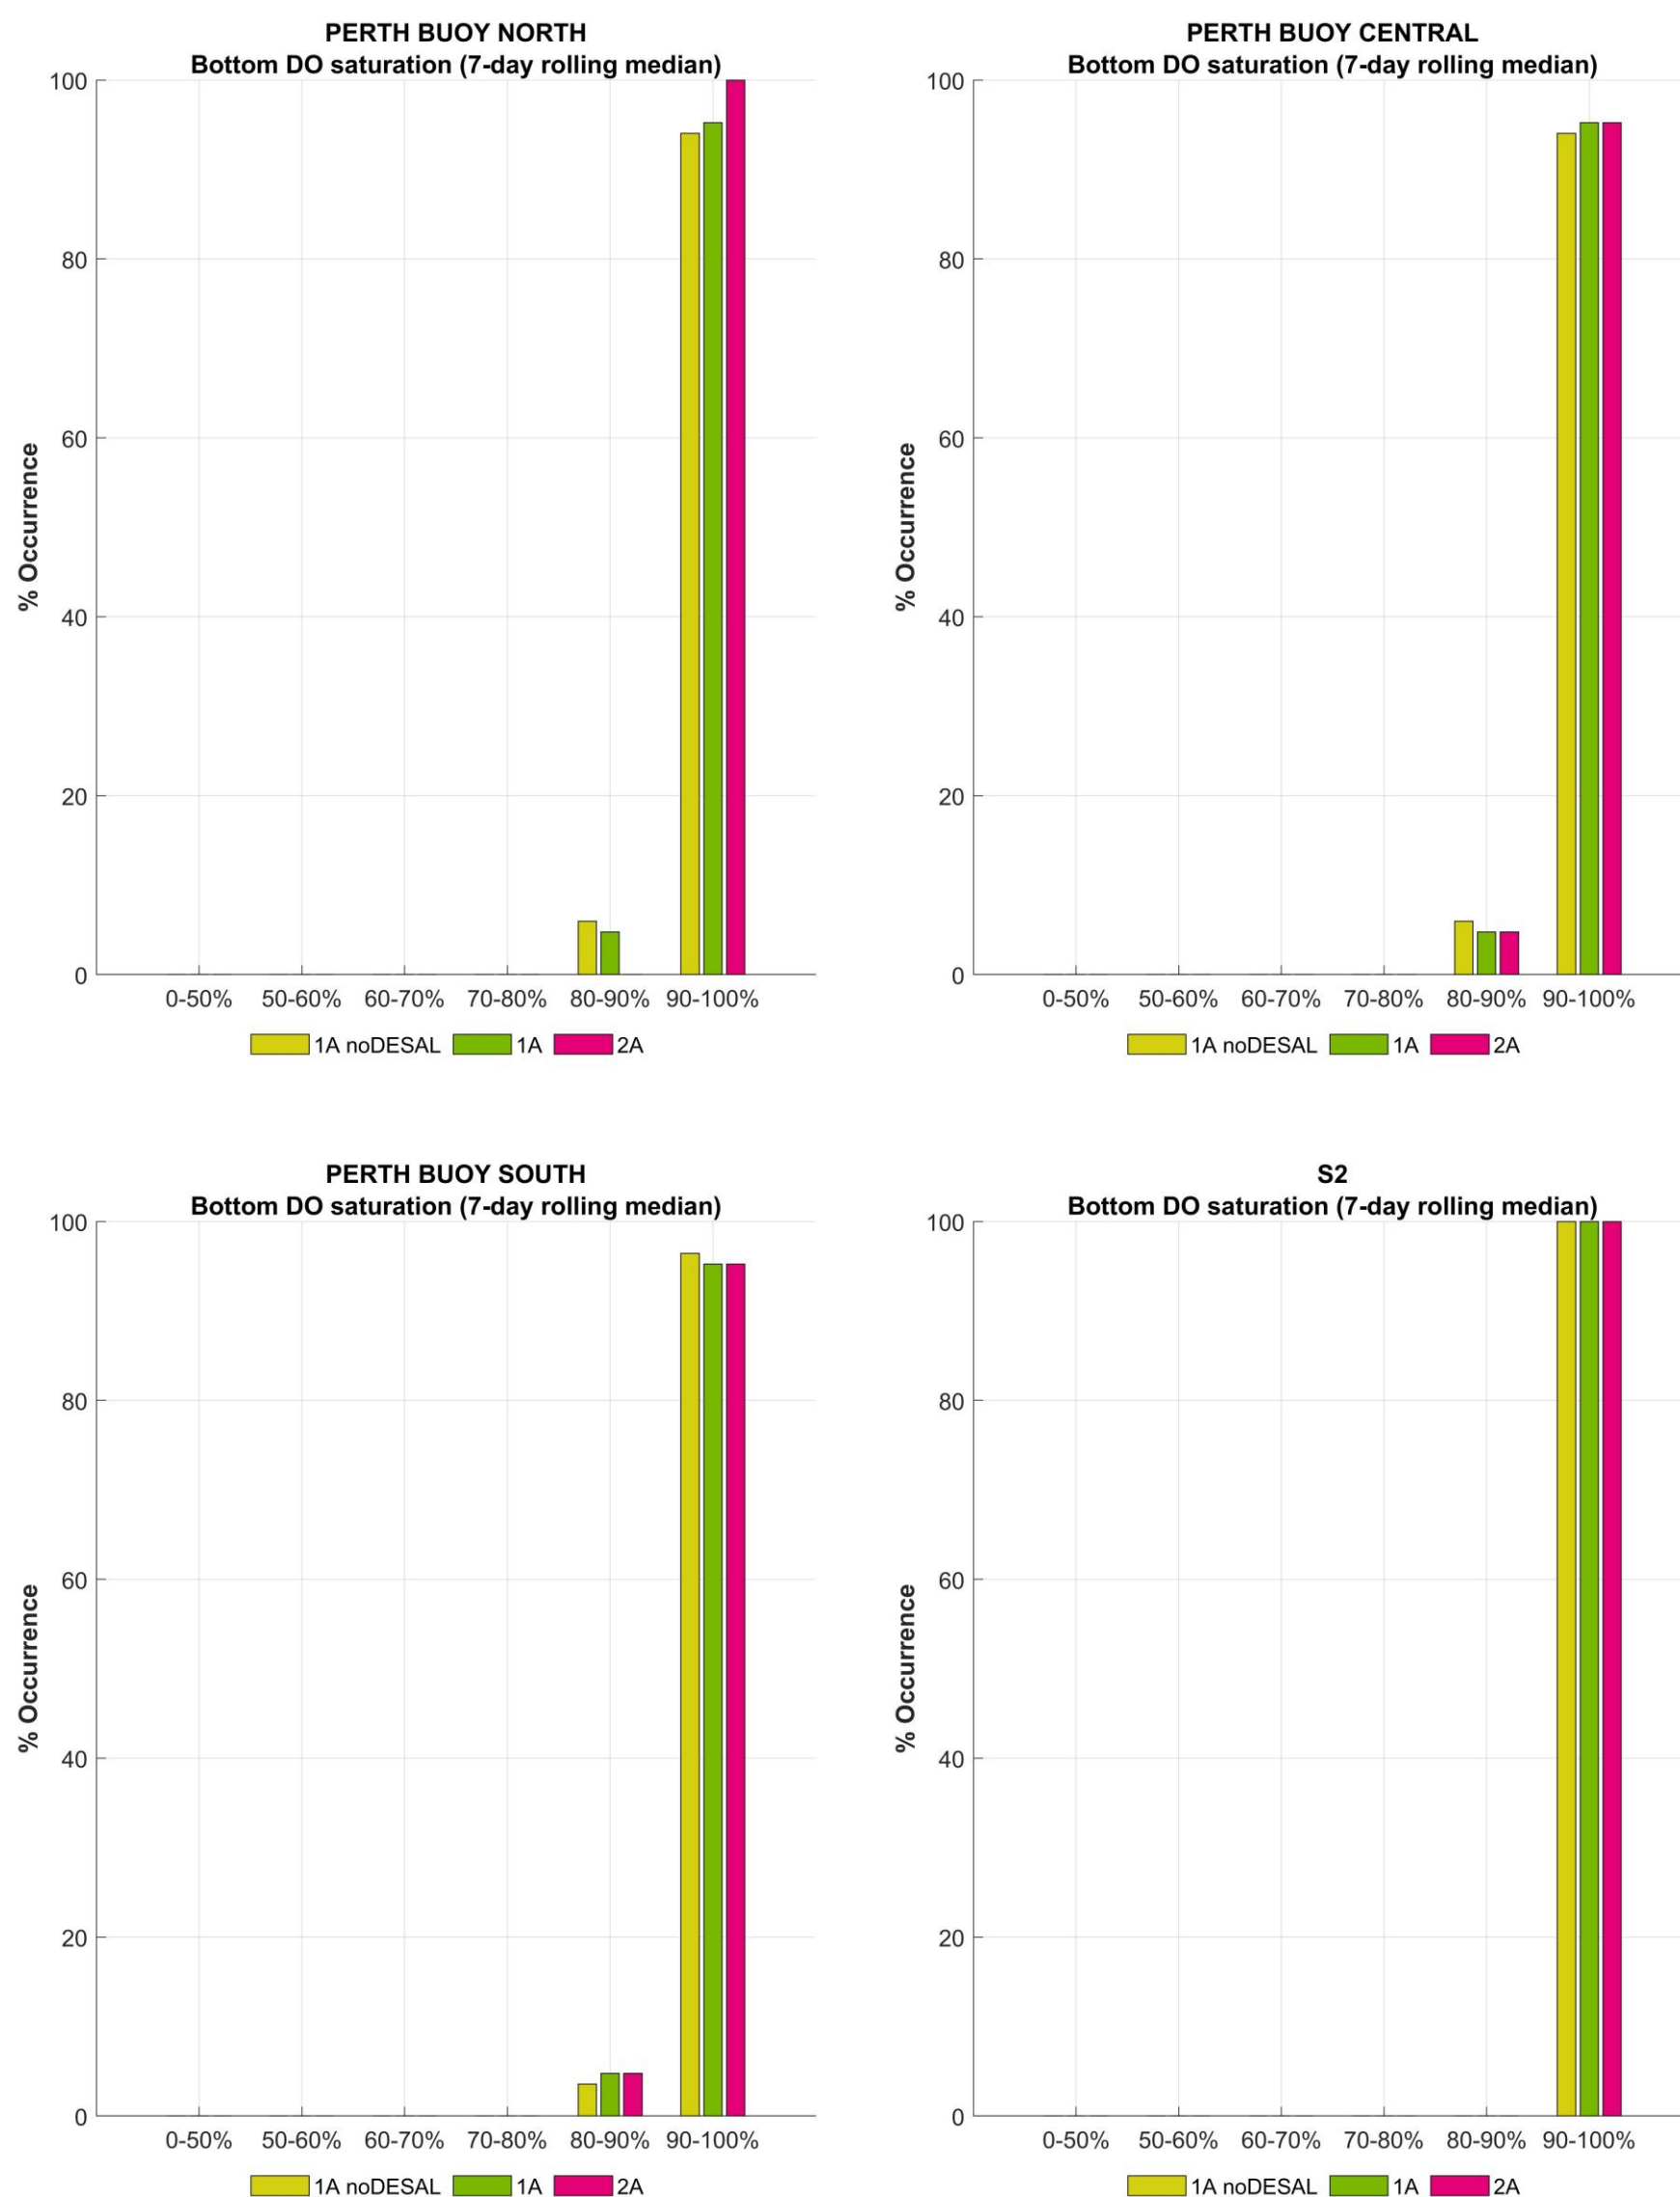 PERTH BUOY NORTH
Bottom DO saturation (7-day rolling median)
100
80
60
40
20
0
% Occurrence
0-50% 50-60% 60-70% 70-80% 80-90% 90-100%
1A noDESAL 1A 2A
PERTH BUOY CENTRAL
Bottom DO saturation (7-day rolling median)
100
80
60
40
20
0
% Occurrence
0-50% 50-60% 60-70% 70-80% 80-90% 90-100%
1A noDESAL 1A 2A
PERTH BUOY SOUTH
Bottom DO saturation (7-day rolling median)
100
80
60
40
20
0
% Occurrence
0-50% 50-60% 60-70% 70-80% 80-90% 90-100%
1A noDESAL 1A 2A
S2
Bottom DO saturation (7-day rolling median)
100
80
60
40
20
0
% Occurrence
0-50% 50-60% 60-70% 70-80% 80-90% 90-100%
1A noDESAL 1A 2A